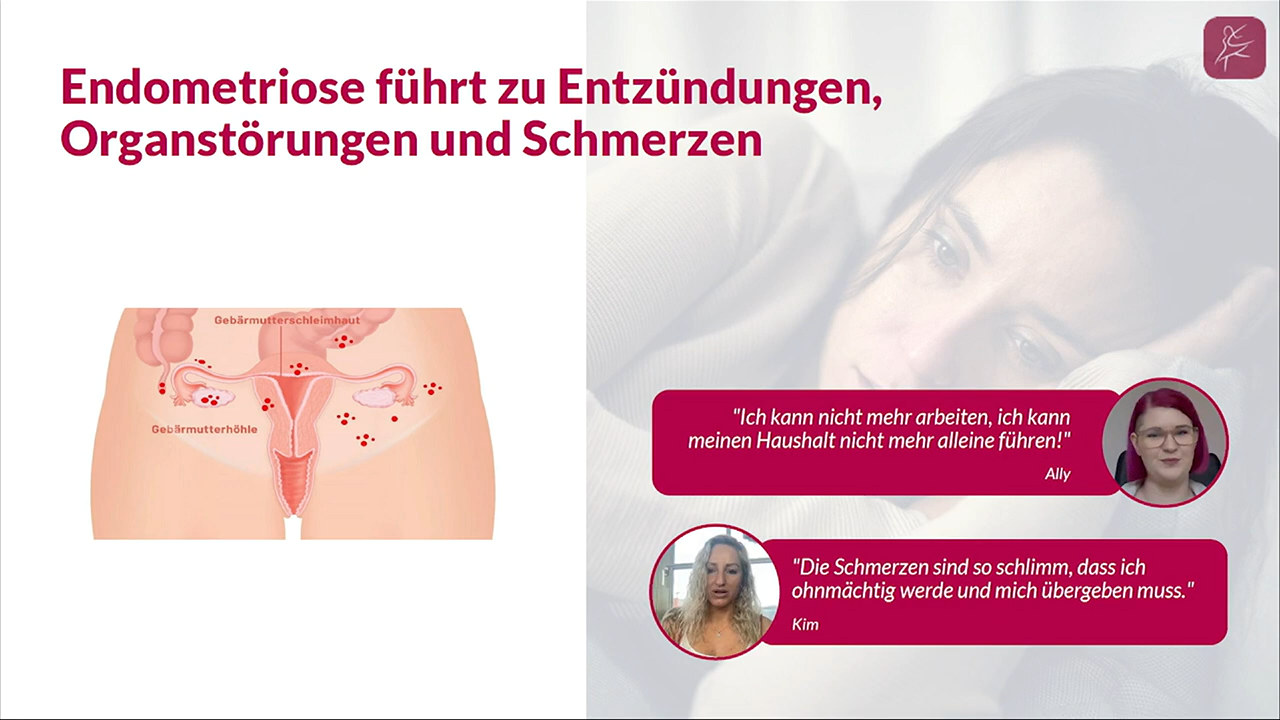 Endometriose führt zu Entzündungen,
Organstörungen und Schmerzen
Gebärmutterschleimhaut
Gebärmutterhöhle
"Ich kann nicht mehr arbeiten, ich kann
meinen Haushalt nicht mehr alleine führen!"
Ally
"Die Schmerzen sind so schlimm, dass ich
ohnmächtig werde und mich übergeben muss."
Kim